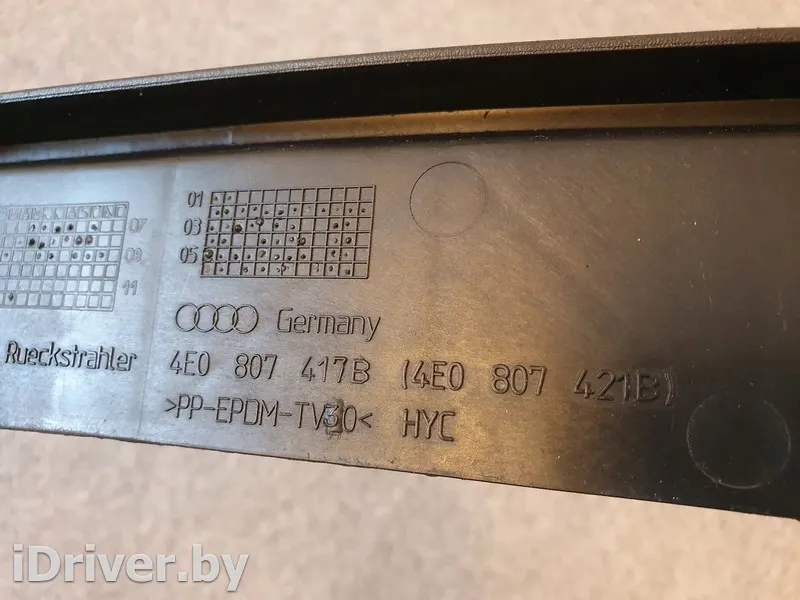 01
03
05
07
09
11
Germany
Rueckstrahler
4E0 807 417B (4E0 807 421B)
>PP-EPDM-TV30< HYC
iDriver.by